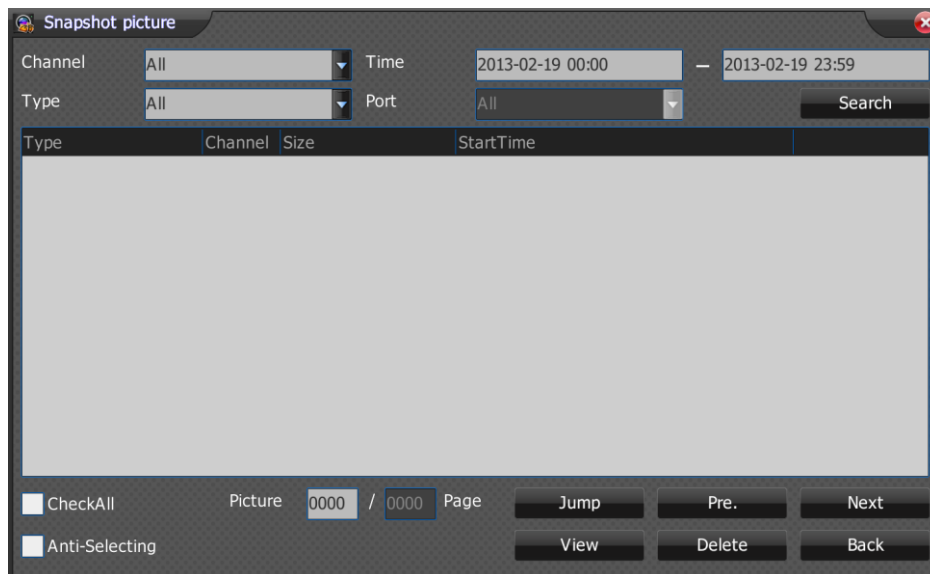 Snapshot picture
Channel All Time 2013-02-19 00:00 – 2013-02-19 23:59
Type All Port All Search
Type Channel Size StartTime
CheckAll Picture 0000 / 0000 Page Jump Pre. Next
Anti-Selecting View Delete Back